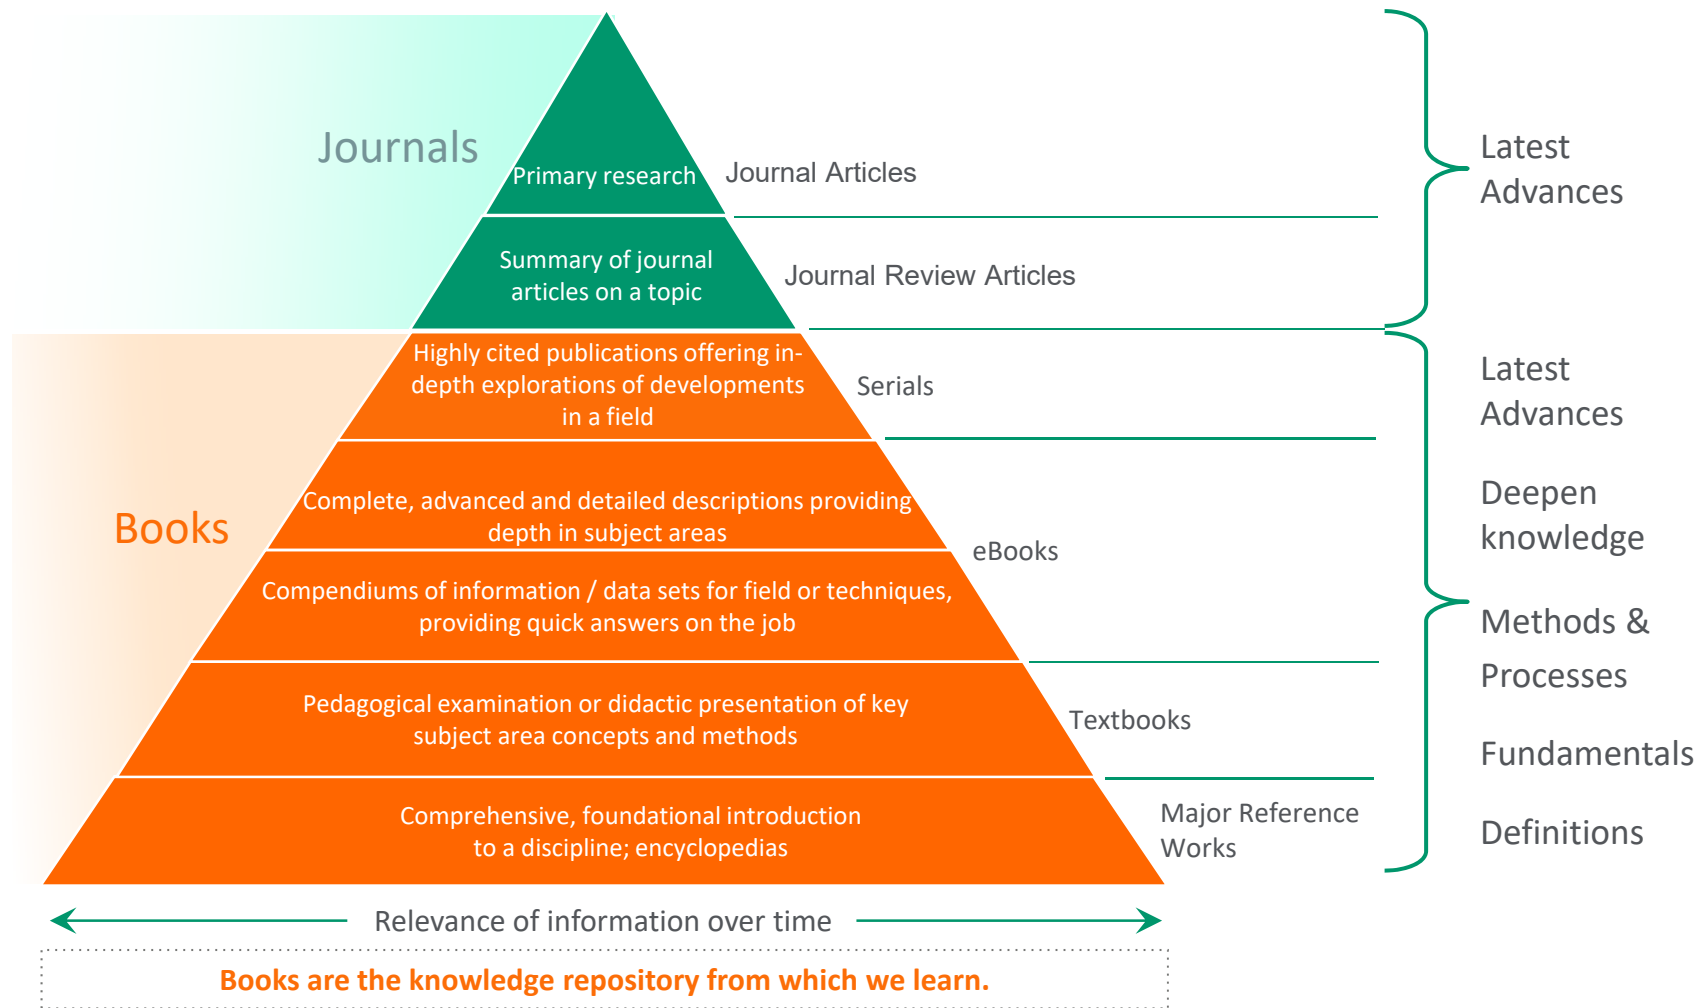 Journals
Primary research
Journal Articles
Latest
Advances
Summary of journal
articles on a topic
Journal Review Articles
Books
Highly cited publications offering in-
depth explorations of developments
in a field
Serials
Latest
Advances
Complete, advanced and detailed descriptions providing
depth in subject areas
eBooks
Deepen
knowledge
Compendiums of information / data sets for field or techniques,
providing quick answers on the job
Methods &
Processes
Pedagogical examination or didactic presentation of key
subject area concepts and methods
Textbooks
Fundamentals
Comprehensive, foundational introduction
to a discipline; encyclopedias
Major Reference
Works
Definitions
Relevance of information over time
Books are the knowledge repository from which we learn.